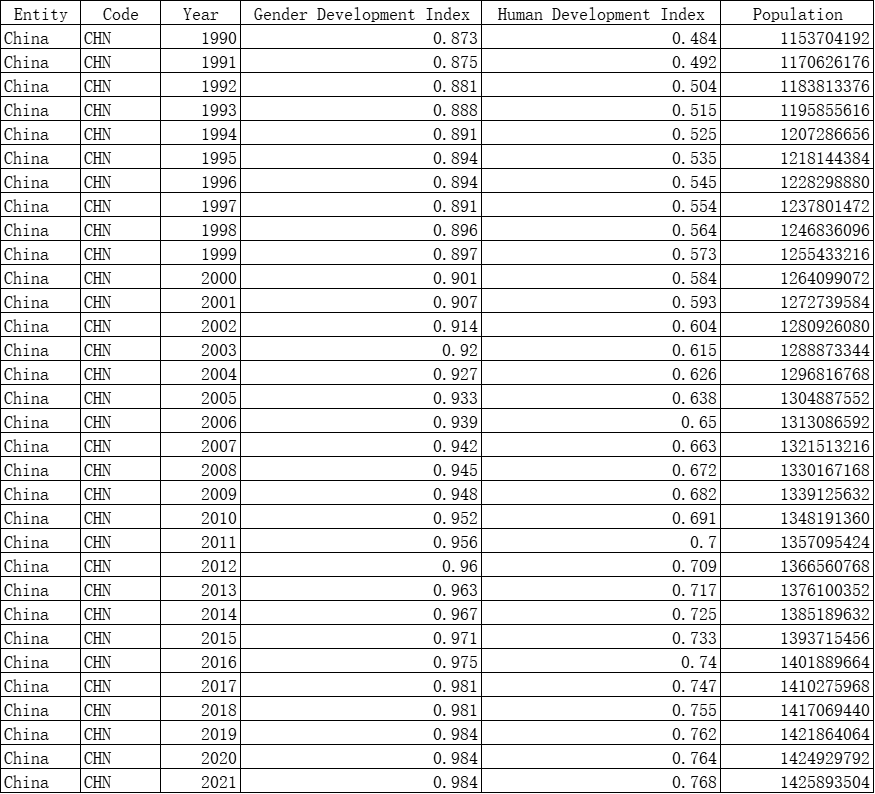 Entity Code Year Gender Development Index Human Development Index Population
China CHN 1990 0.873 0.484 1153704192
China CHN 1991 0.875 0.492 1170626176
China CHN 1992 0.881 0.504 1183813376
China CHN 1993 0.888 0.515 1195855616
China CHN 1994 0.891 0.525 1207286656
China CHN 1995 0.894 0.535 1218144384
China CHN 1996 0.894 0.545 1228298880
China CHN 1997 0.891 0.554 1237801472
China CHN 1998 0.896 0.564 1246836096
China CHN 1999 0.897 0.573 1255433216
China CHN 2000 0.901 0.584 1264099072
China CHN 2001 0.907 0.593 1272739584
China CHN 2002 0.914 0.604 1280926080
China CHN 2003 0.92 0.615 1288873344
China CHN 2004 0.927 0.626 1296816768
China CHN 2005 0.933 0.638 1304887552
China CHN 2006 0.939 0.65 1313086592
China CHN 2007 0.942 0.663 1321513216
China CHN 2008 0.945 0.672 1330167168
China CHN 2009 0.948 0.682 1339125632
China CHN 2010 0.952 0.691 1348191360
China CHN 2011 0.956 0.7 1357095424
China CHN 2012 0.96 0.709 1366560768
China CHN 2013 0.963 0.717 1376100352
China CHN 2014 0.967 0.725 1385189632
China CHN 2015 0.971 0.733 1393715456
China CHN 2016 0.975 0.74 1401889664
China CHN 2017 0.981 0.747 1410275968
China CHN 2018 0.981 0.755 1417069440
China CHN 2019 0.984 0.762 1421864064
China CHN 2020 0.984 0.764 1424929792
China CHN 2021 0.984 0.768 1425893504